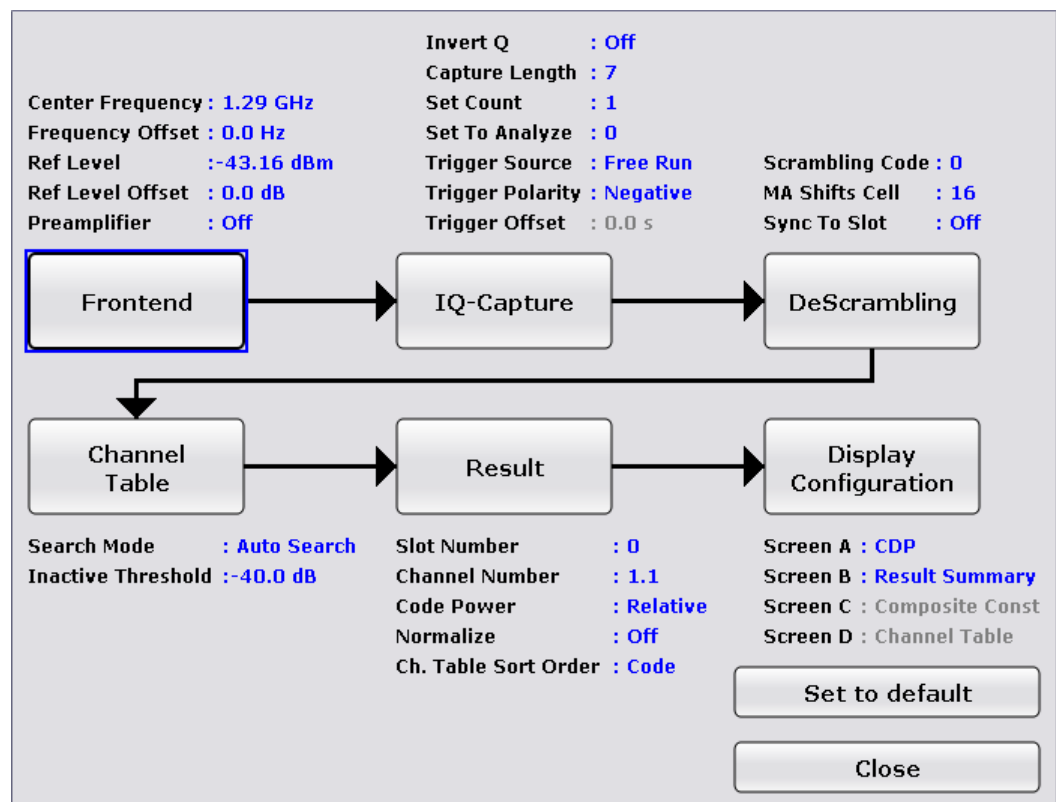 Center Frequency : 1.29 GHz
Frequency Offset : 0.0 Hz
Ref Level :-43.16 dBm
Ref Level Offset : 0.0 dB
Preamplifier : Off
Invert Q : Off
Capture Length : 7
Set Count : 1
Set To Analyze : 0
Trigger Source : Free Run
Trigger Polarity : Negative
Trigger Offset : 0.0 s
Scrambling Code : 0
MA Shifts Cell : 16
Sync To Slot : Off
Frontend
IQ-Capture
DeScrambling
Channel
Table
Result
Display
Configuration
Search Mode : Auto Search
Inactive Threshold :-40.0 dB
Slot Number : 0
Channel Number : 1.1
Code Power : Relative
Normalize : Off
Ch. Table Sort Order : Code
Screen A : CDP
Screen B : Result Summary
Screen C : Composite Const
Screen D : Channel Table
Set to default
Close